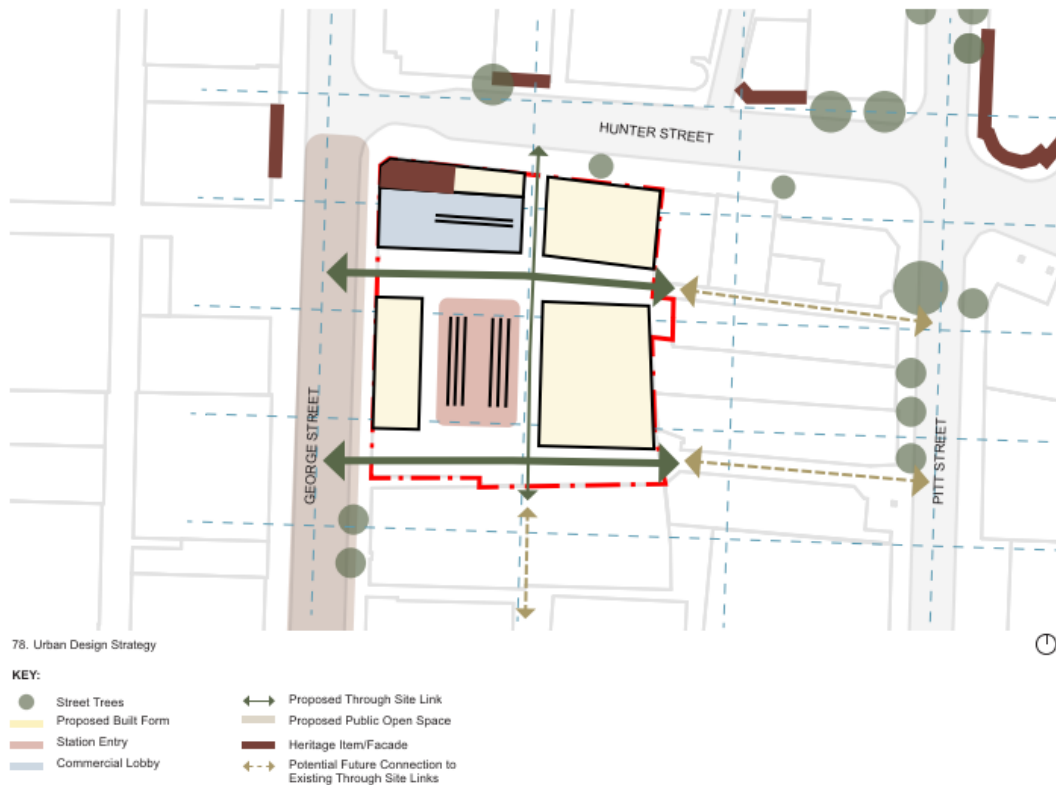 HUNTER STREET
GEORGE STREET
PITT STREET
78. Urban Design Strategy
KEY:
Street Trees
Proposed Built Form
Station Entry
Commercial Lobby
Proposed Through Site Link
Proposed Public Open Space
Heritage Item/Facade
Potential Future Connection to
Existing Through Site Links